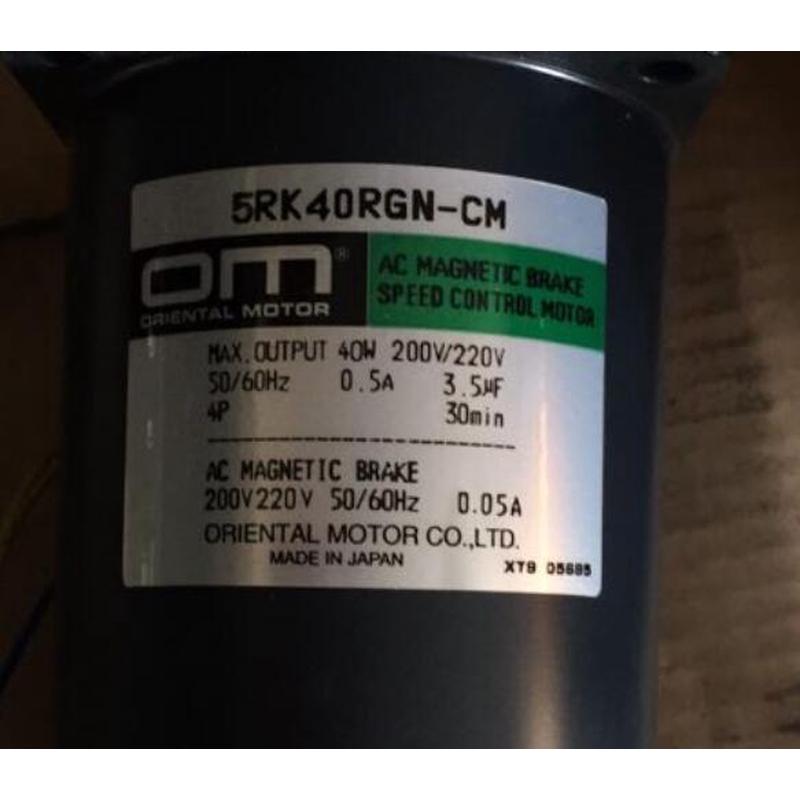 5RK40RGN-CM
OM®
ORIENTAL MOTOR
AC MAGNETIC BRAKE
SPEED CONTROL MOTOR
MAX.OUTPUT 40W 200V/220V
50/60Hz 0.5A 3.5μF
4P 30min
AC MAGNETIC BRAKE
200V220V 50/60Hz 0.05A
ORIENTAL MOTOR CO.,LTD.
MADE IN JAPAN